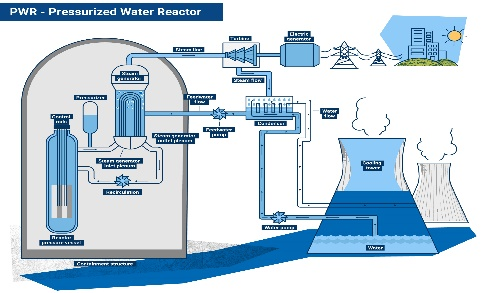 PWR - Pressurized Water Reactor
Steam flow
Turbine
Electric
generator
Steam
generator
Steam flow
Pressurizer
Feedwater
flow
Control
rods
Water
flow
Condenser
Steam generator
outlet plenum
Feedwater
pump
Steam generator
inlet plenum
Cooling
tower
Recirculation
Water pump
Reactor
pressure vessel
Water
Containment structure